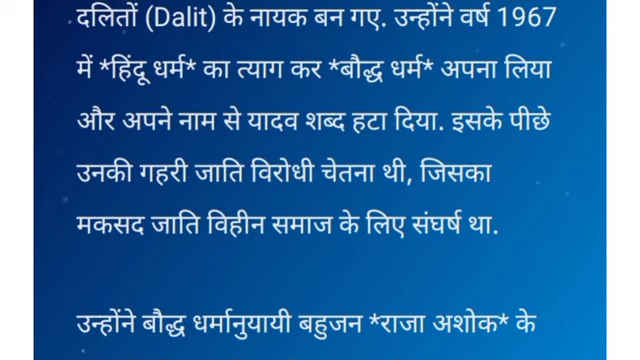 दलितों (Dalit) के नायक बन गए. उन्होंने वर्ष 1967
में *हिंदू धर्म* का त्याग कर *बौद्ध धर्म* अपना लिया
और अपने नाम से यादव शब्द हटा दिया. इसके पीछे
उनकी गहरी जाति विरोधी चेतना थी, जिसका
मकसद जाति विहीन समाज के लिए संघर्ष था.
उन्होंने बौद्ध धर्मानुयायी बहुजन *राजा अशोक* के